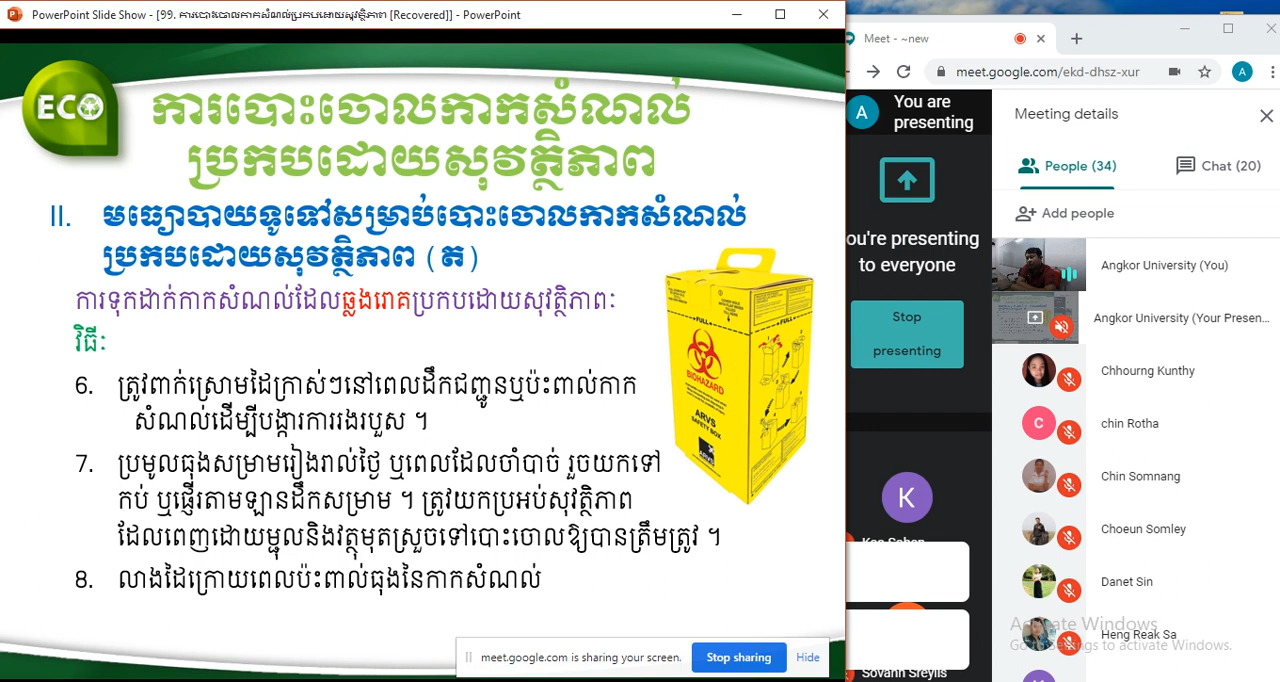 PowerPoint Slide Show - [99. ការបោះចោលកាកសំណល់ប្រកបដោយសុវត្ថិភាព [Recovered]] - PowerPoint
ECO
ការបោះចោលកាកសំណល់
ប្រកបដោយសុវត្ថិភាព
II. មធ្យោបាយទូទៅសម្រាប់បោះចោលកាកសំណល់
ប្រកបដោយសុវត្ថិភាព (ត)
ការទុកដាក់កាកសំណល់ដែលឆ្លងរោគប្រកបដោយសុវត្ថិភាព:
វិធី:
6. ត្រូវពាក់ស្រោមដៃក្រាស់ៗនៅពេលដឹកជញ្ជូនឬប៉ះពាល់កាក
សំណល់ដើម្បីបង្ការការរងរបួស ។
7. ប្រមូលធុងសម្រាមរៀងរាល់ថ្ងៃ ឬពេលដែលចាំបាច់ រួចយកទៅ
កប់ ឬផ្ញើរតាមឡានដឹកសម្រាម ។ ត្រូវយកប្រអប់សុវត្ថិភាព
ដែលពេញដោយម្ជុលនិងវត្ថុមុតស្រួចទៅបោះចោលឱ្យបានត្រឹមត្រូវ ។
8. លាងដៃក្រោយពេលប៉ះពាល់ធុងនៃកាកសំណល់
FULL
FULL
BIOHAZARD
ARVS
SAFETY BOX
ARVS
meet.google.com is sharing your screen.
Stop sharing
Hide
Meet - ~new
meet.google.com/ekd-dhsz-xur
A
A
You are
presenting
You're presenting
to everyone
Stop
presenting
K
Sovann Sreylis
Meeting details
People (34)
Chat (20)
Add people
Angkor University (You)
Angkor University (Your Presen...
Chhourng Kunthy
C
chin Rotha
Chin Somnang
Choeun Somley
Danet Sin
Heng Reak Sa
Activate Windows
Go to Settings to activate Windows.